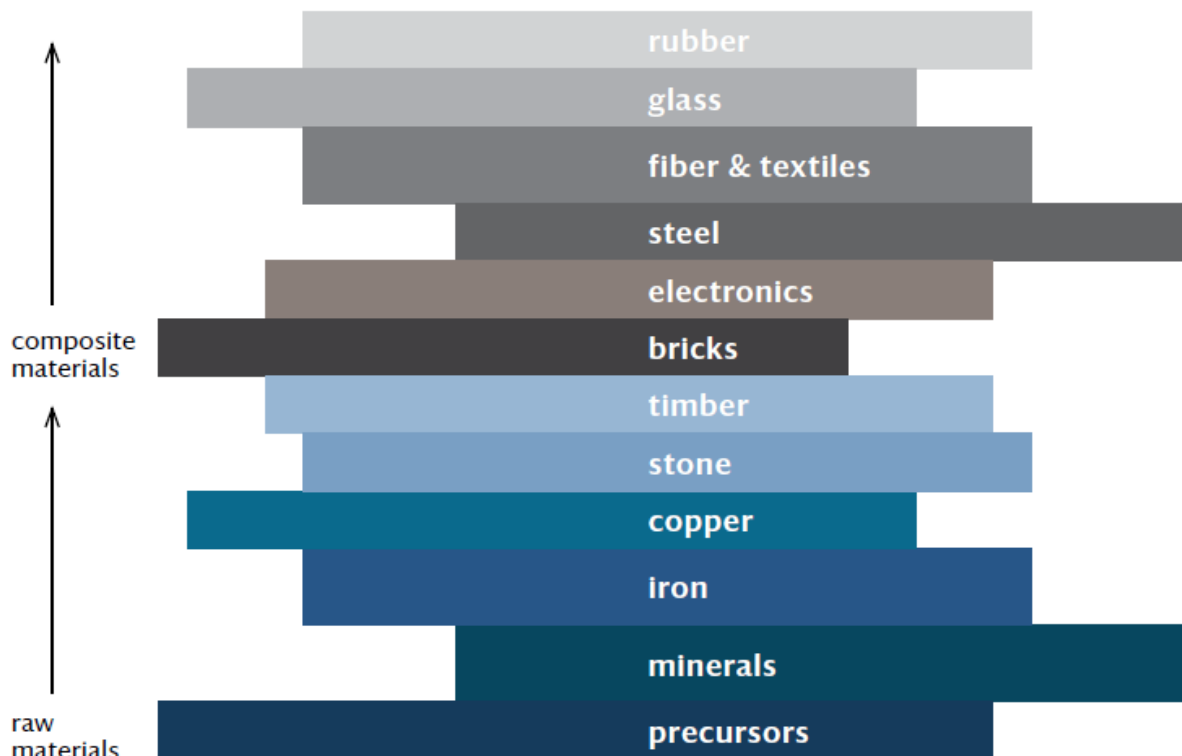 rubber
glass
fiber & textiles
steel
electronics
bricks
composite
materials
timber
stone
copper
iron
minerals
precursors
raw
materials